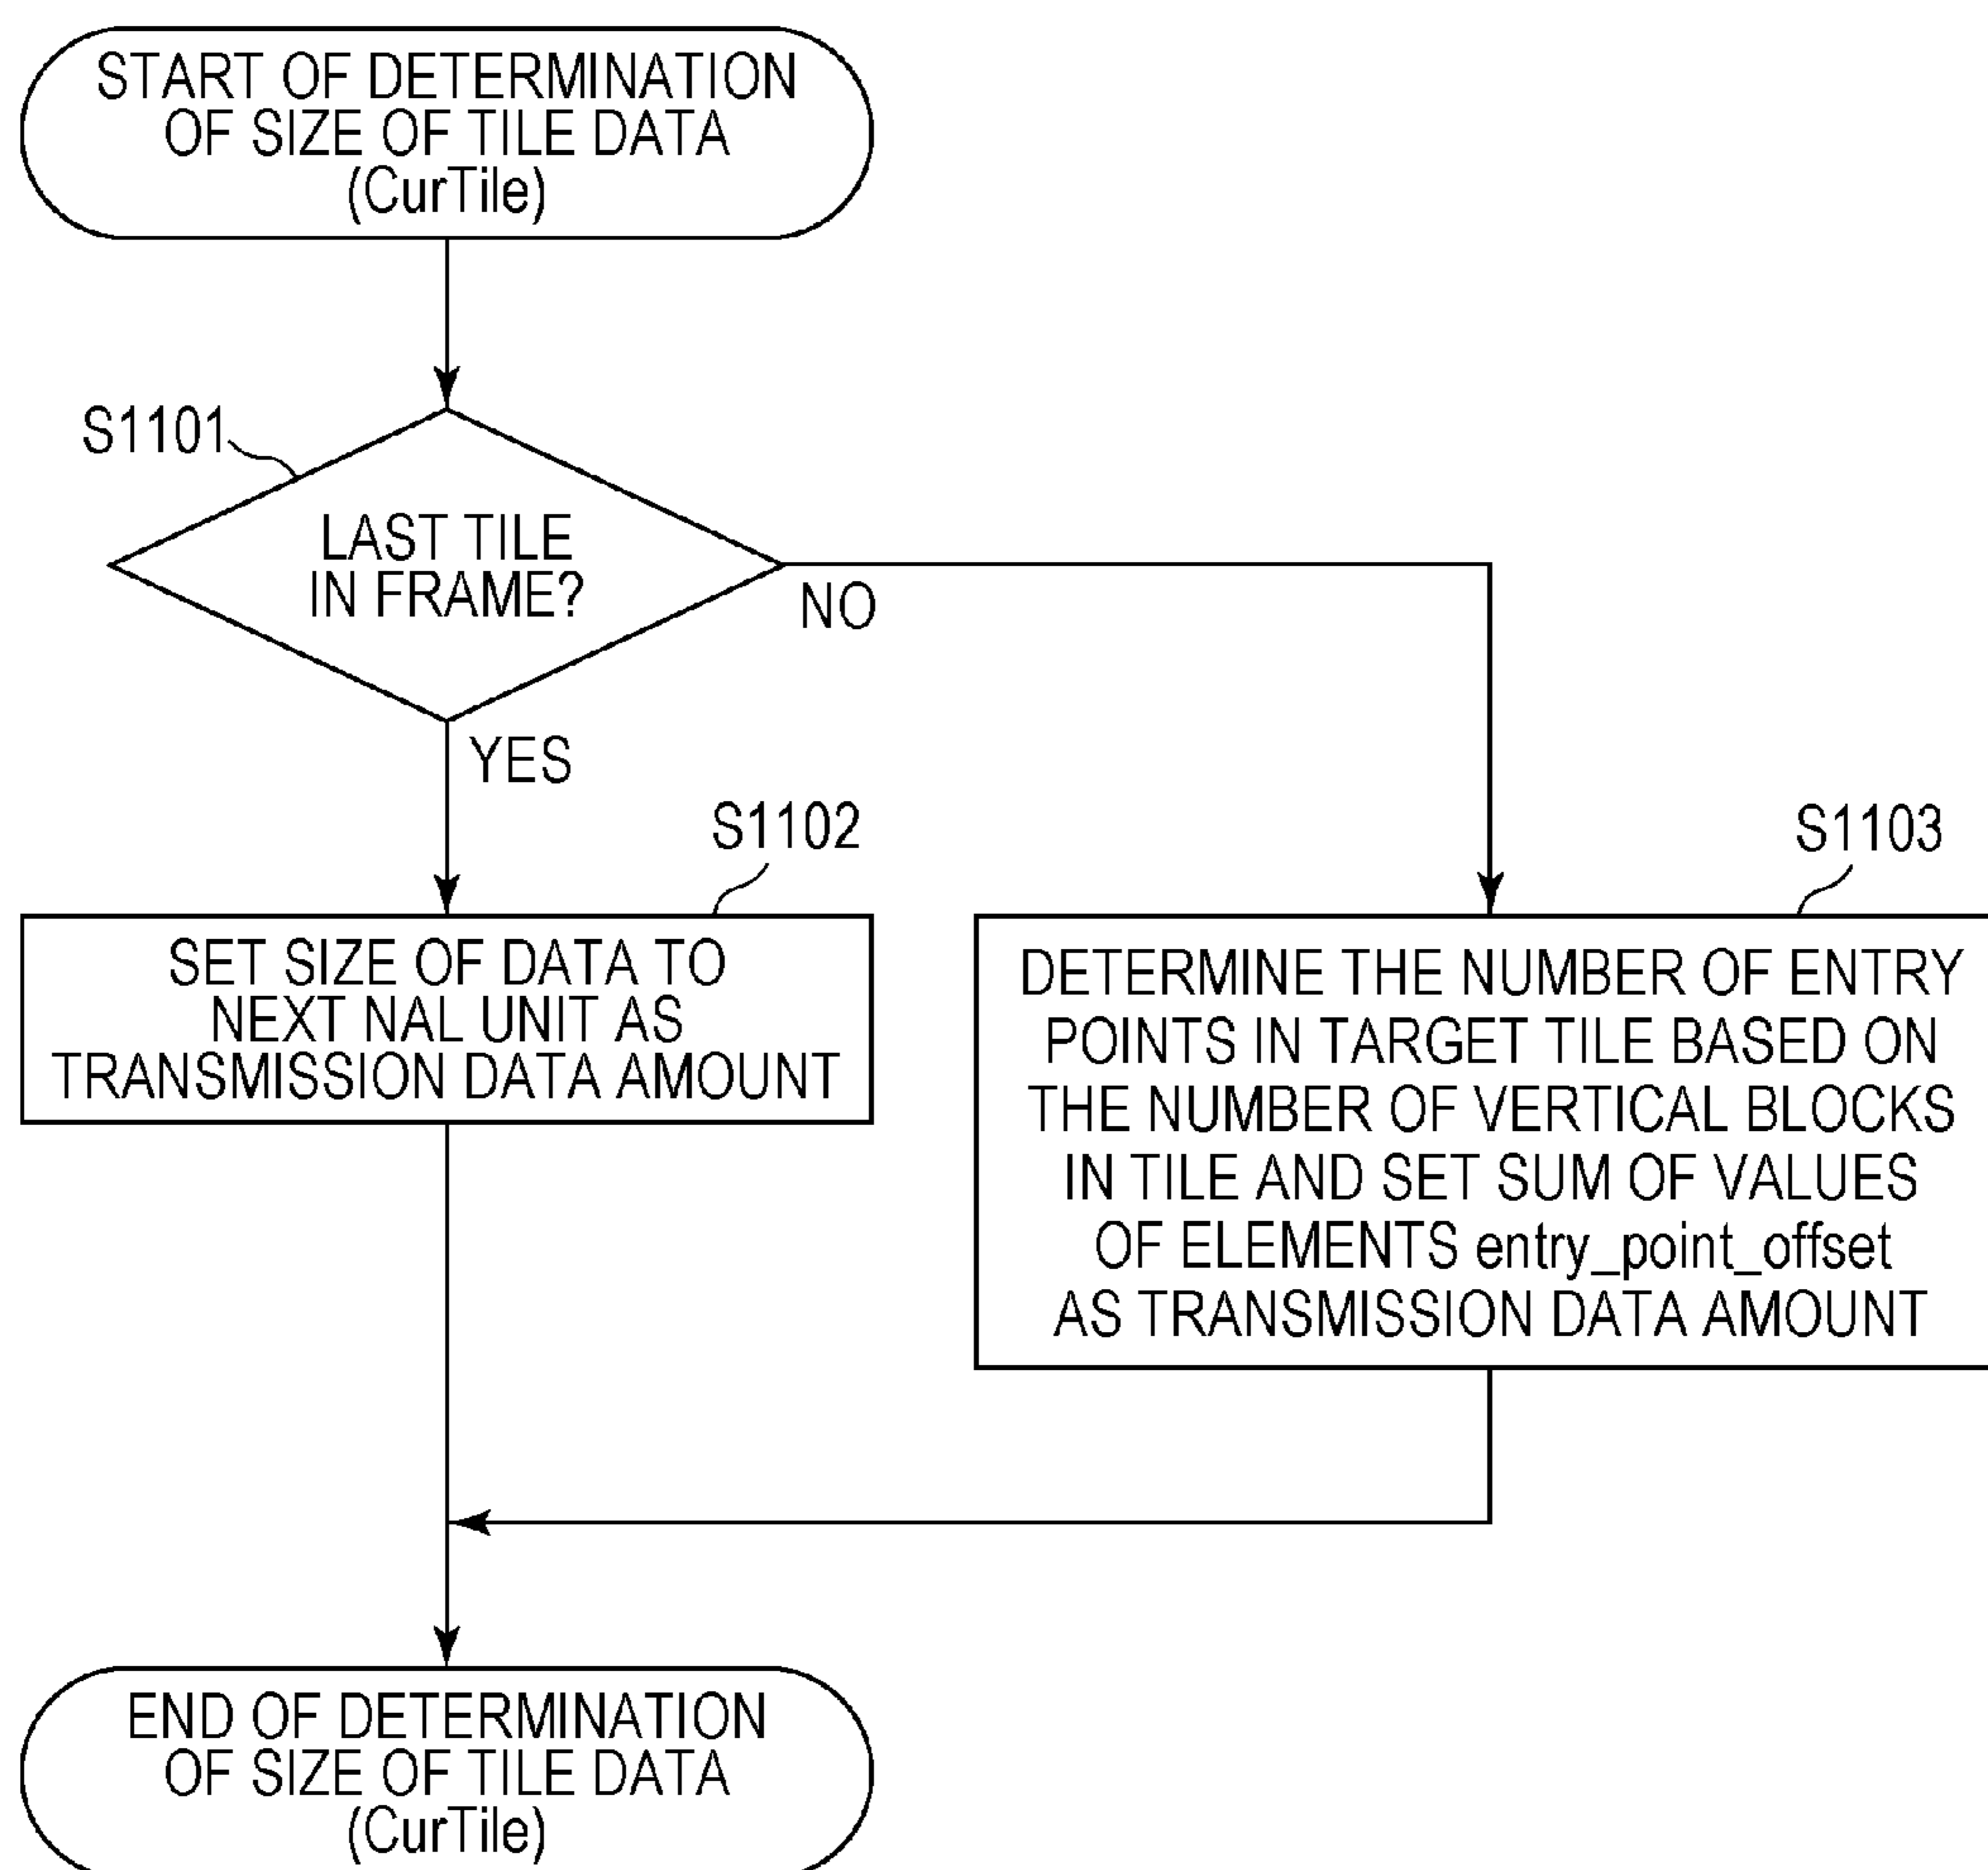 START OF DETERMINATION
OF SIZE OF TILE DATA
(CurTile)
S1101
LAST TILE
IN FRAME?
NO
YES
S1102
SET SIZE OF DATA TO
NEXT NAL UNIT AS
TRANSMISSION DATA AMOUNT
S1103
DETERMINE THE NUMBER OF ENTRY
POINTS IN TARGET TILE BASED ON
THE NUMBER OF VERTICAL BLOCKS
IN TILE AND SET SUM OF VALUES
OF ELEMENTS entry_point_offset
AS TRANSMISSION DATA AMOUNT
END OF DETERMINATION
OF SIZE OF TILE DATA
(CurTile)